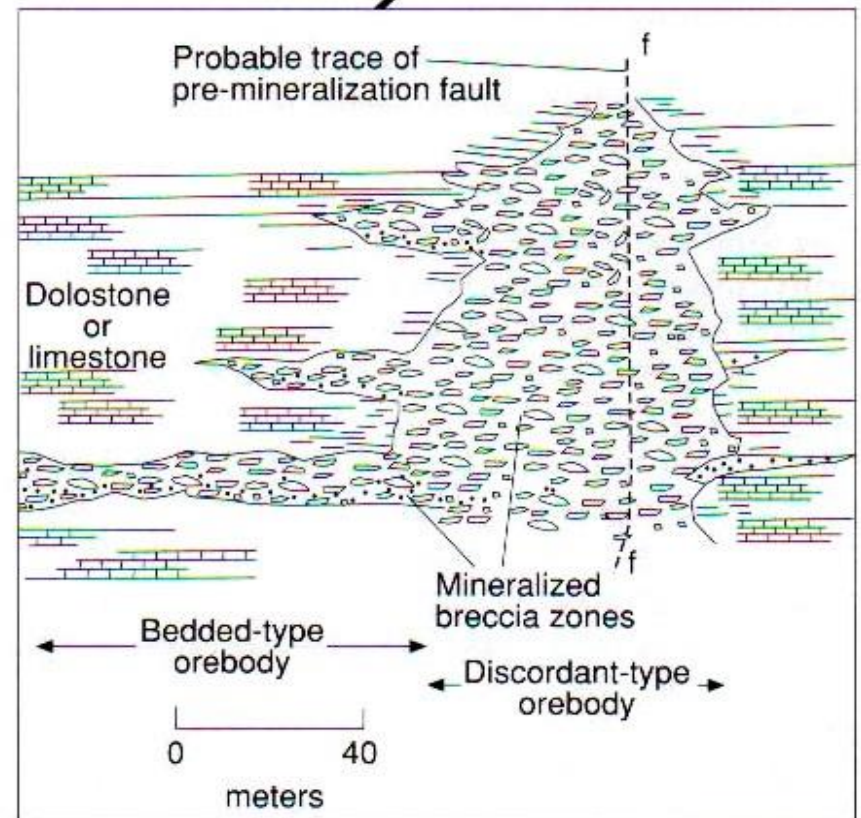 f
Probable trace of
pre-mineralization fault
Dolostone
or
limestone
f
Mineralized
breccia zones
Bedded-type
orebody
Discordant-type
orebody
0 40
meters